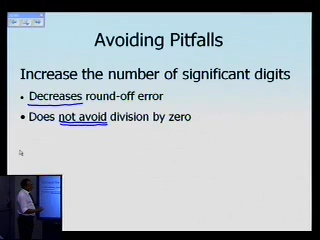 Avoiding Pitfalls
Increase the number of significant digits
• Decreases round-off error
• Does not avoid division by zero